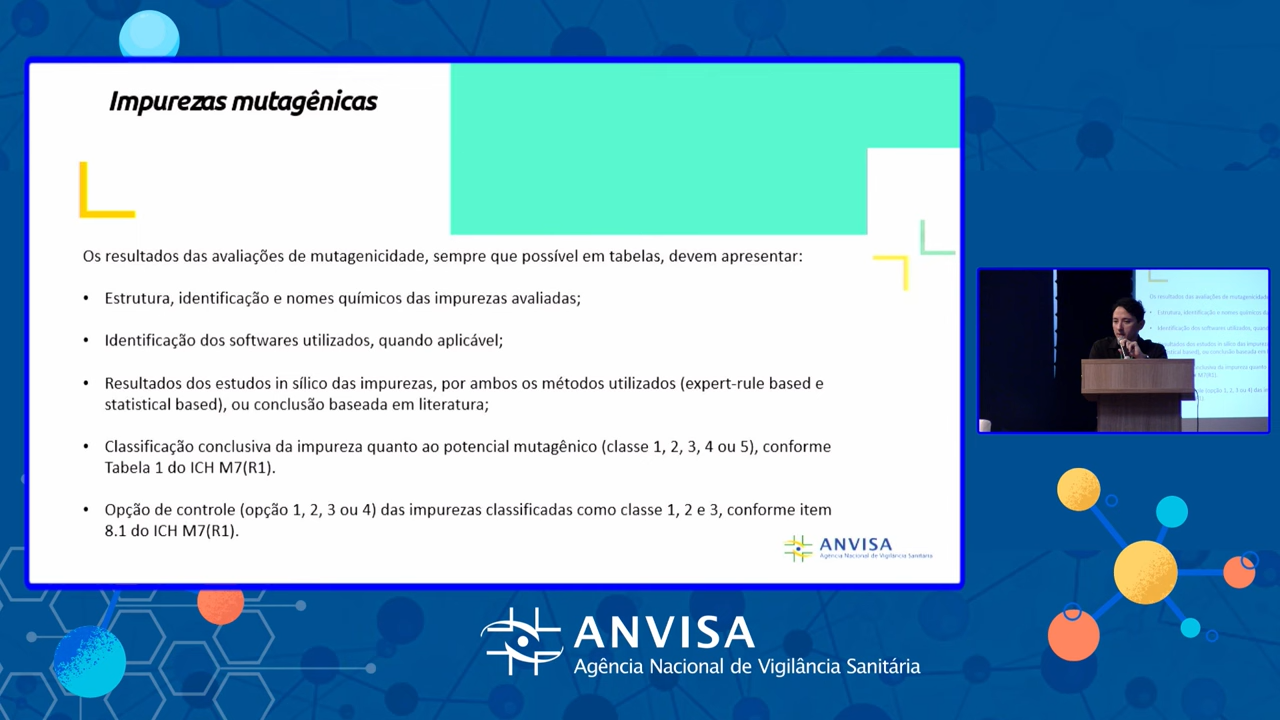 Impurezas mutagênicas
Os resultados das avaliações de mutagenicidade, sempre que possível em tabelas, devem apresentar:
• Estrutura, identificação e nomes químicos das impurezas avaliadas;
• Identificação dos softwares utilizados, quando aplicável;
• Resultados dos estudos in sílico das impurezas, por ambos os métodos utilizados (expert-rule based e
statistical based), ou conclusão baseada em literatura;
• Classificação conclusiva da impureza quanto ao potencial mutagênico (classe 1, 2, 3, 4 ou 5), conforme
Tabela 1 do ICH M7(R1).
• Opção de controle (opção 1, 2, 3 ou 4) das impurezas classificadas como classe 1, 2 e 3, conforme item
8.1 do ICH M7(R1).
ANVISA
Agência Nacional de Vigilância Sanitária
ANVISA
Agência Nacional de Vigilância Sanitária